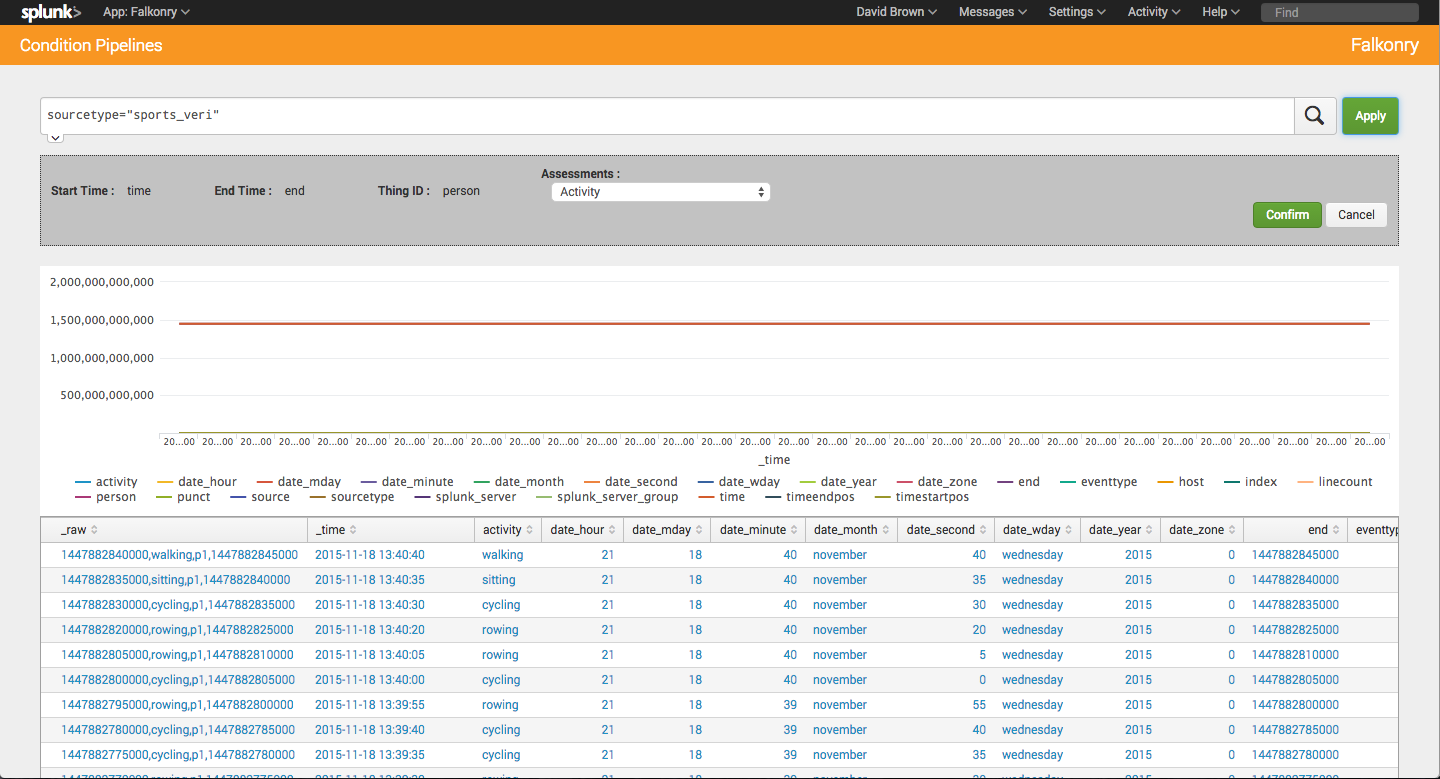 splunk> App: Falkonry David Brown Messages Settings Activity Help Find
Condition Pipelines Falkonry
sourcetype="sports_veri" Apply
Assessments :
Start Time : time End Time : end Thing ID : person Activity
Confirm Cancel
2,000,000,000,000
1,500,000,000,000
1,000,000,000,000
500,000,000,000
20...00 20...00 20...00 20...00 20...00 20...00 20...00 20...00 20...00 20...00 20...00 20...00 20...00 20...00 20...00 20...00 20...00 20...00 20...00 20...00 20...00 20...00 20...00 20...00 20...00 20...00 20...00 20...00 20...00 20...00 20...00 20...00
_time
activity date_hour date_mday date_minute date_month date_second date_wday date_year date_zone end eventtype host index linecount
person punct source sourcetype splunk_server splunk_server_group time timeendpos timestartpos
_raw _time activity date_hour date_mday date_minute date_month date_second date_wday date_year date_zone end eventtyp
1447882840000,walking,p1,1447882845000 2015-11-18 13:40:40 walking 21 18 40 november 40 wednesday 2015 0 1447882845000
1447882835000,sitting,p1,1447882840000 2015-11-18 13:40:35 sitting 21 18 40 november 35 wednesday 2015 0 1447882840000
1447882830000,cycling,p1,1447882835000 2015-11-18 13:40:30 cycling 21 18 40 november 30 wednesday 2015 0 1447882835000
1447882820000,rowing,p1,1447882825000 2015-11-18 13:40:20 rowing 21 18 40 november 20 wednesday 2015 0 1447882825000
1447882805000,rowing,p1,1447882810000 2015-11-18 13:40:05 rowing 21 18 40 november 5 wednesday 2015 0 1447882810000
1447882800000,cycling,p1,1447882805000 2015-11-18 13:40:00 cycling 21 18 40 november 0 wednesday 2015 0 1447882805000
1447882795000,rowing,p1,1447882800000 2015-11-18 13:39:55 rowing 21 18 39 november 55 wednesday 2015 0 1447882800000
1447882780000,cycling,p1,1447882785000 2015-11-18 13:39:40 cycling 21 18 39 november 40 wednesday 2015 0 1447882785000
1447882775000,cycling,p1,1447882780000 2015-11-18 13:39:35 cycling 21 18 39 november 35 wednesday 2015 0 1447882780000